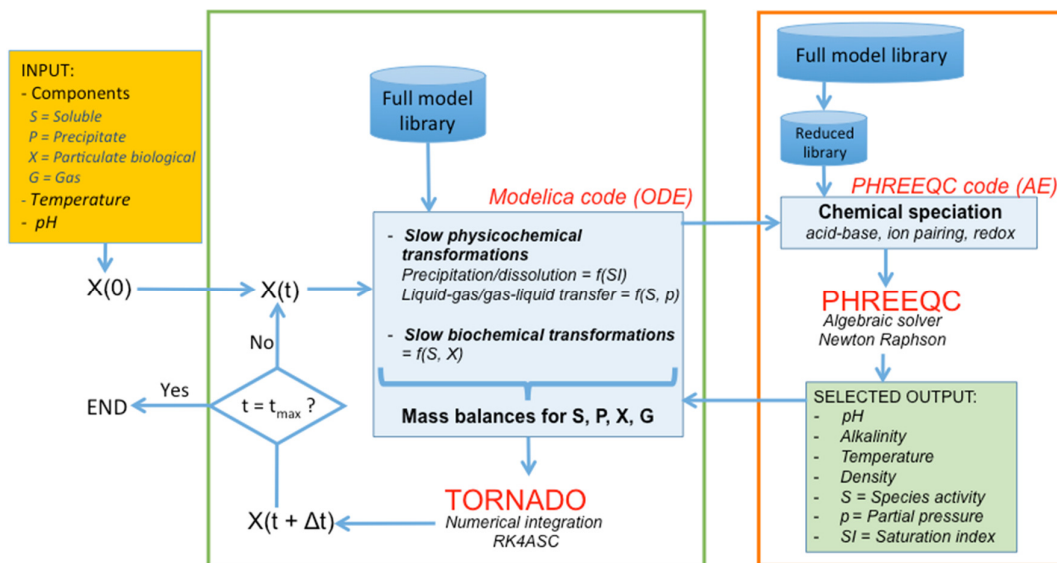 INPUT:
- Components
S = Soluble
P = Precipitate
X = Particulate biological
G = Gas
- Temperature
- pH
X(0)
X(t)
No
Yes
END
t = tmax ?
X(t + Δt)
Full model
library
Modelica code (ODE)
- Slow physicochemical
transformations
Precipitation/dissolution = f(SI)
Liquid-gas/gas-liquid transfer = f(S, p)
- Slow biochemical transformations
= f(S, X)
Mass balances for S, P, X, G
TORNADO
Numerical integration
RK4ASC
Full model library
Reduced
library
PHREEQC code (AE)
Chemical speciation
acid-base, ion pairing, redox
PHREEQC
Algebraic solver
Newton Raphson
SELECTED OUTPUT:
- pH
- Alkalinity
- Temperature
- Density
- S = Species activity
- p = Partial pressure
- SI = Saturation index